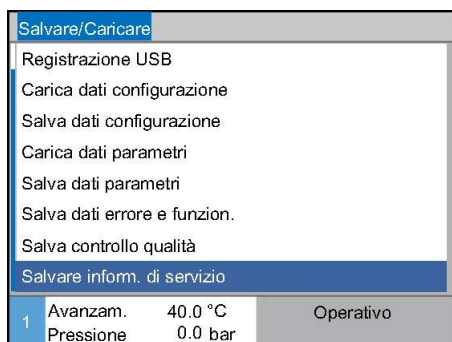 Salvare/Caricare
Registrazione USB
Carica dati configurazione
Salva dati configurazione
Carica dati parametri
Salva dati parametri
Salva dati errore e funzion.
Salva controllo qualità
Salvare inform. di servizio
1 Avanzam. 40.0 °C Operativo
Pressione 0.0 bar